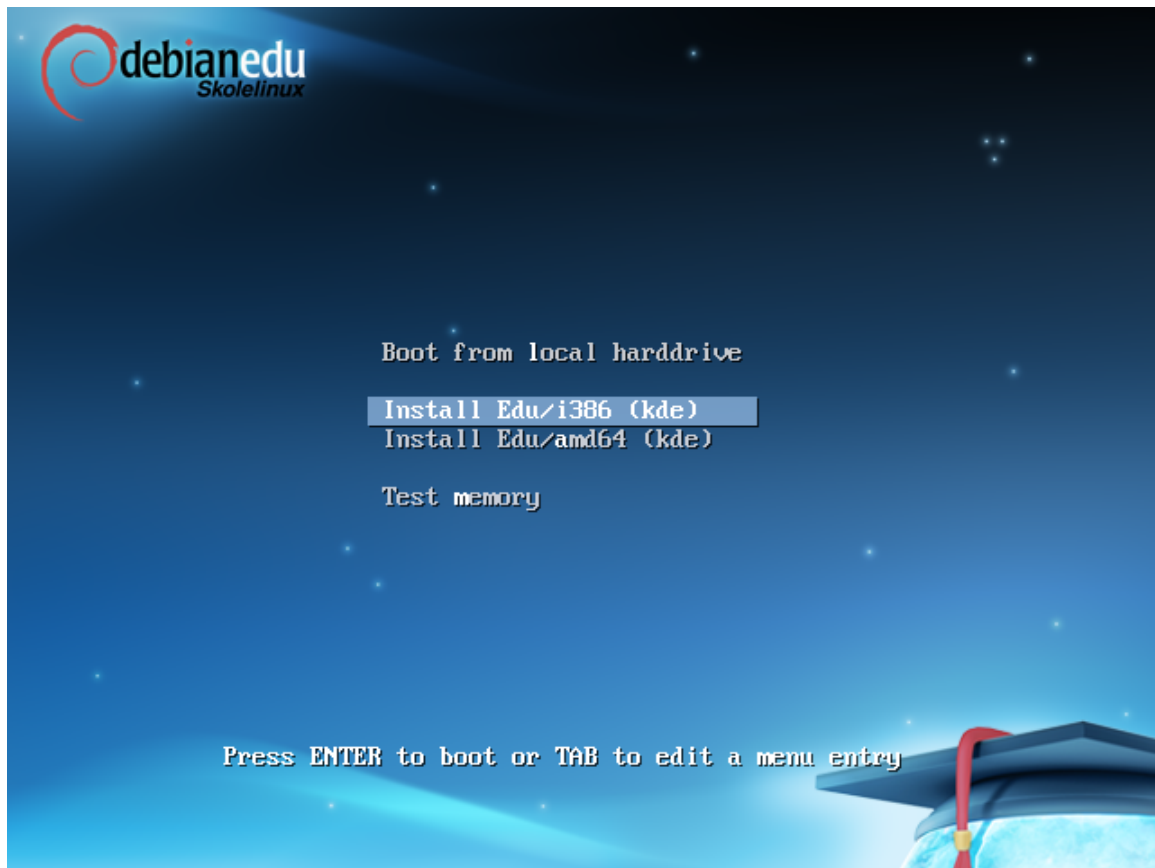 debianedu
Skolelinux
Boot from local harddrive
Install Edu/i386 (kde)
Install Edu/amd64 (kde)
Test memory
Press ENTER to boot or TAB to edit a menu entry